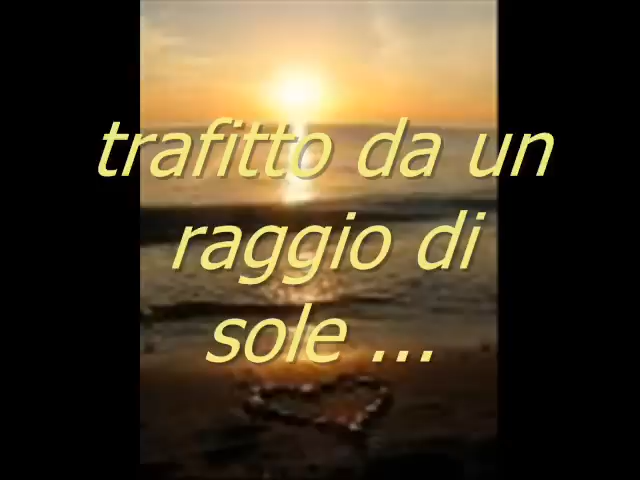 trafitto da un
raggio di
sole ...